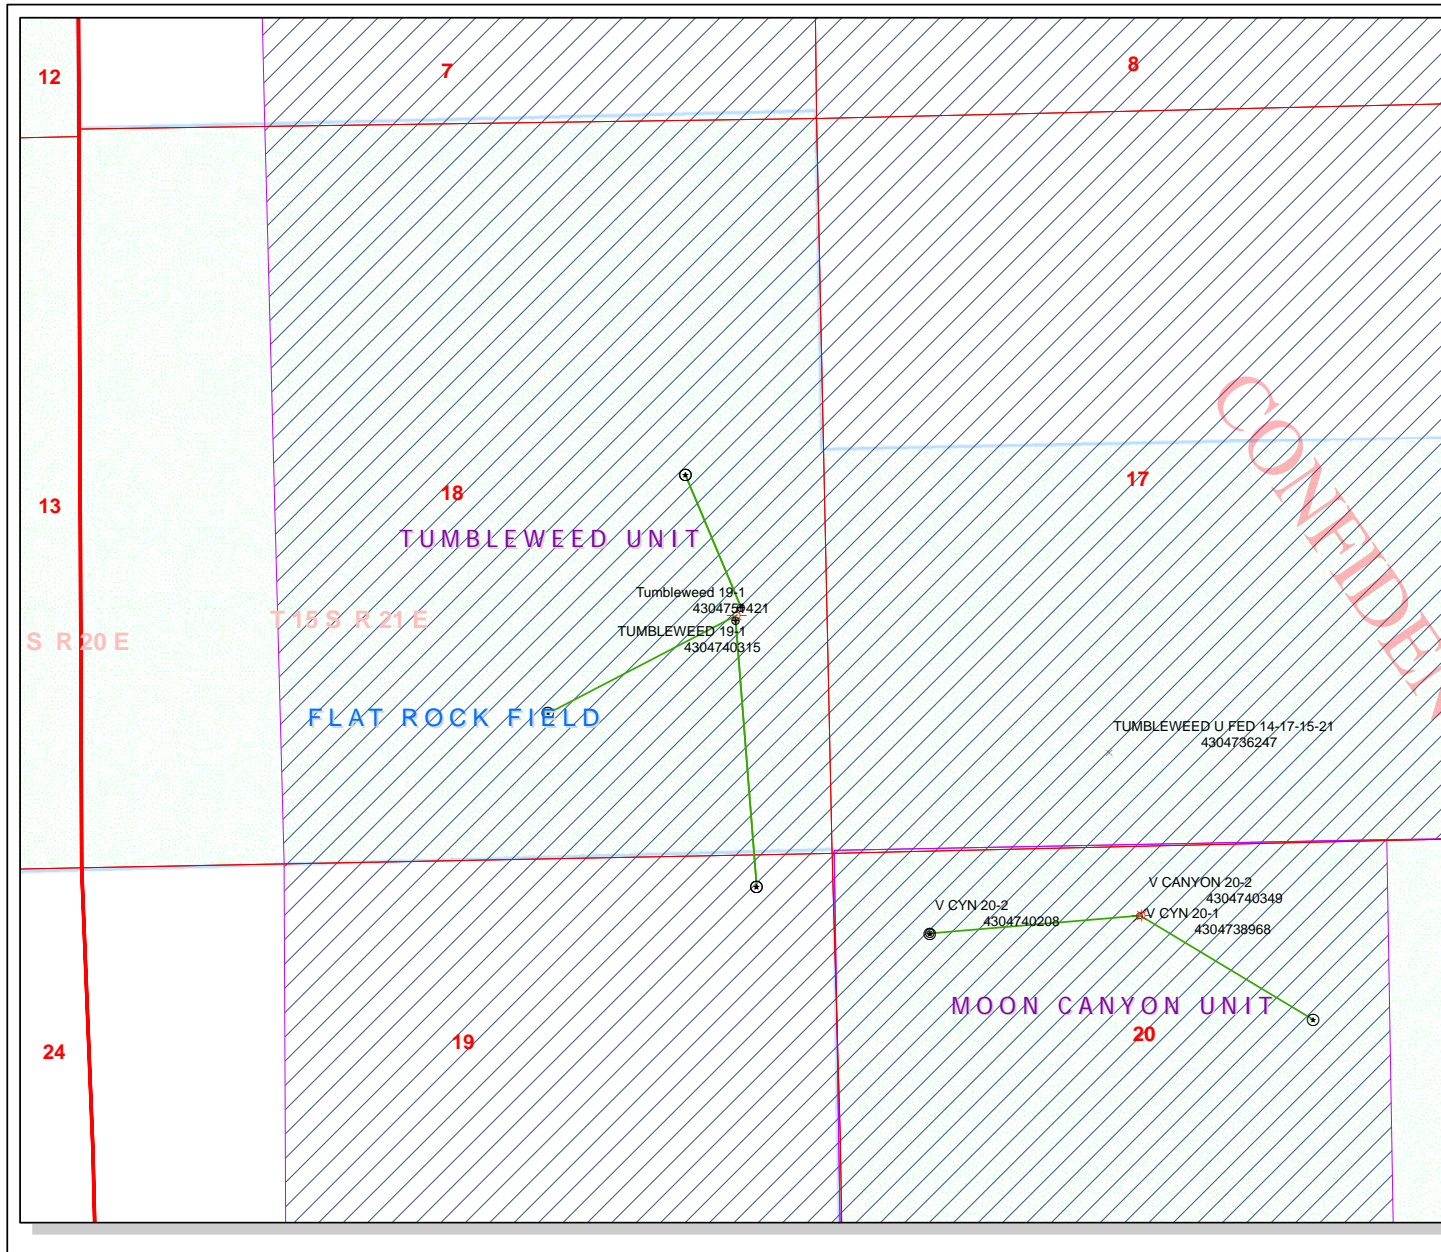 12
7
8
13
18
17
TUMBLEWEED UNIT
Tumbleweed 19-1
TUMBLEWEED 19-1
4304740315
T 15 S R 21 E
S R 20 E
FLAT ROCK FIELD
CONFIDEN
TUMBLEWEED U FED 14-17-15-21
4304736247
V CANYON 20-2
4304740349
V CYN 20-2
4304740208
V CYN 20-1
4304738968
MOON CANYON UNIT
20
19
24